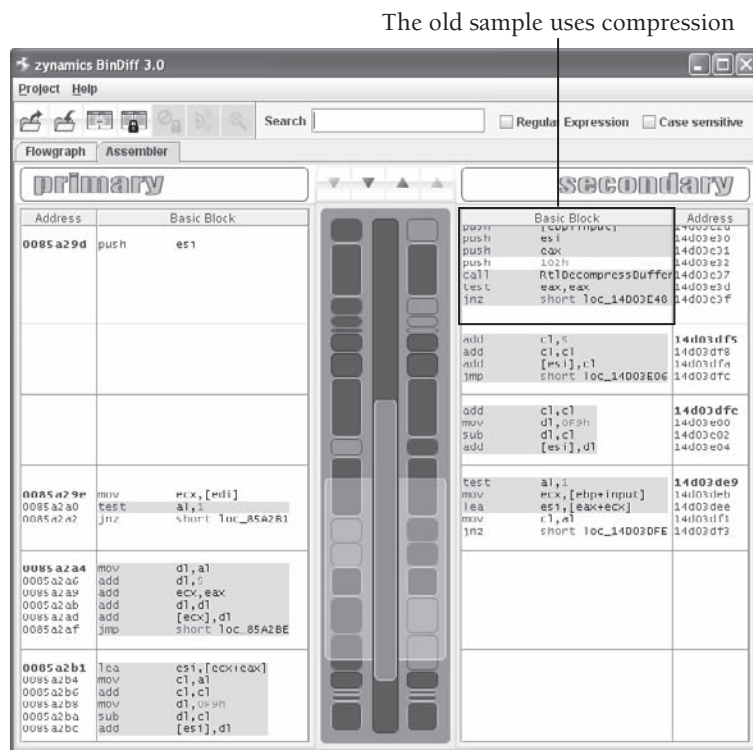 The old sample uses compression
zynamics BinDiff 3.0
Project Help
Search
Regular Expression
Case sensitive
Flowgraph Assembler
primary
secondary
Address Basic Block
0085a29d push esi
0085a29e mov ecx,[edi]
0085a2a0 test al,1
0085a2a2 jnz short loc_85A2B1
0085a2a4 mov dl,al
0085a2a6 add dl,5
0085a2a9 add ecx,eax
0085a2ab add dl,dl
0085a2ad add [ecx],dl
0085a2af jmp short loc_85A2BE
0085a2b1 lea esi,[ecx+eax]
0085a2b4 mov cl,al
0085a2b6 add cl,cl
0085a2b8 mov dl,0F9h
0085a2ba sub dl,cl
0085a2bc add [esi],dl
Basic Block Address
push [ebp+input] 14d03e2d
push esi 14d03e30
push eax 14d03e31
push 102h 14d03e32
call RtlDecompressBuffer 14d03e37
test eax,eax 14d03e3d
jnz short loc_14D03E48 14d03e3f
add cl,5 14d03df5
add cl,cl 14d03df8
add [esi],cl 14d03dfa
jmp short loc_14D03E06 14d03dfc
add cl,cl 14d03dfe
mov dl,0F9h 14d03e00
sub dl,cl 14d03e02
add [esi],dl 14d03e04
test al,1 14d03de9
mov ecx,[ebp+input] 14d03deb
lea esi,[eax+ecx] 14d03dee
mov cl,al 14d03df1
jnz short loc_14D03DFE 14d03df3